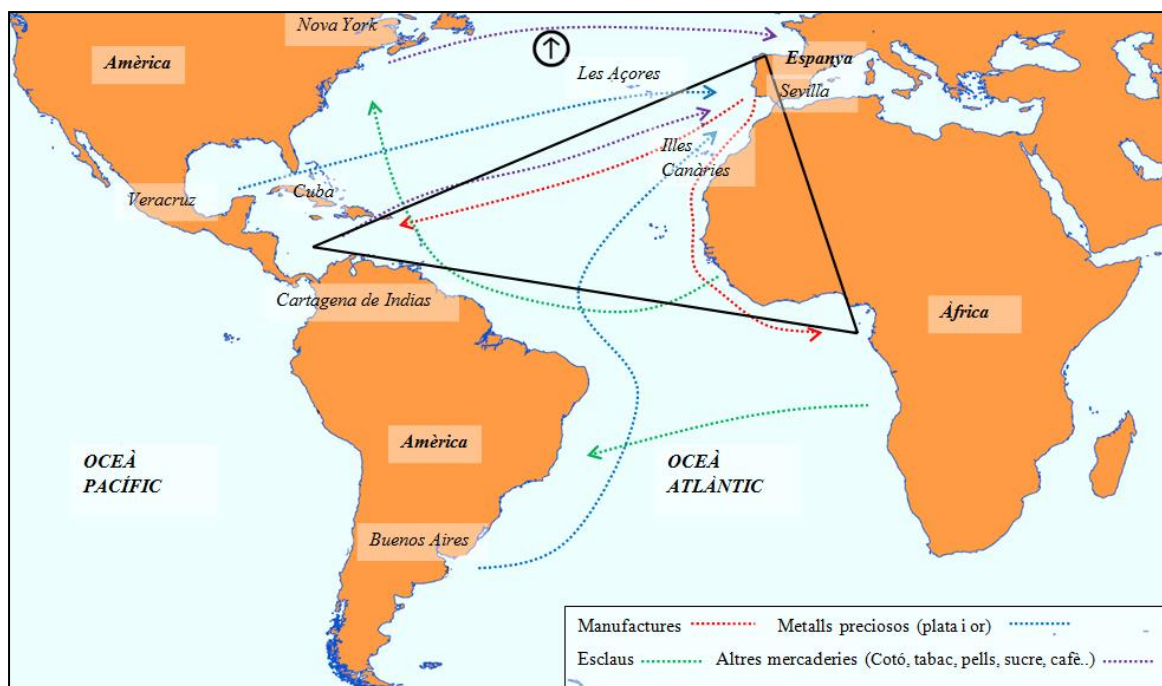 Nova York
Amèrica
Les Açores
Espanya
Sevilla
Illes
Canàries
Veracruz
Cuba
Cartagena de Indias
Àfrica
Amèrica
OCEÀ
PACÍFIC
OCEÀ
ATLÀNTIC
Buenos Aires
Manufactures
Metalls preciosos (plata i or)
Esclaus
Altres mercaderies (Cotó, tabac, pells, sucre, cafè..)